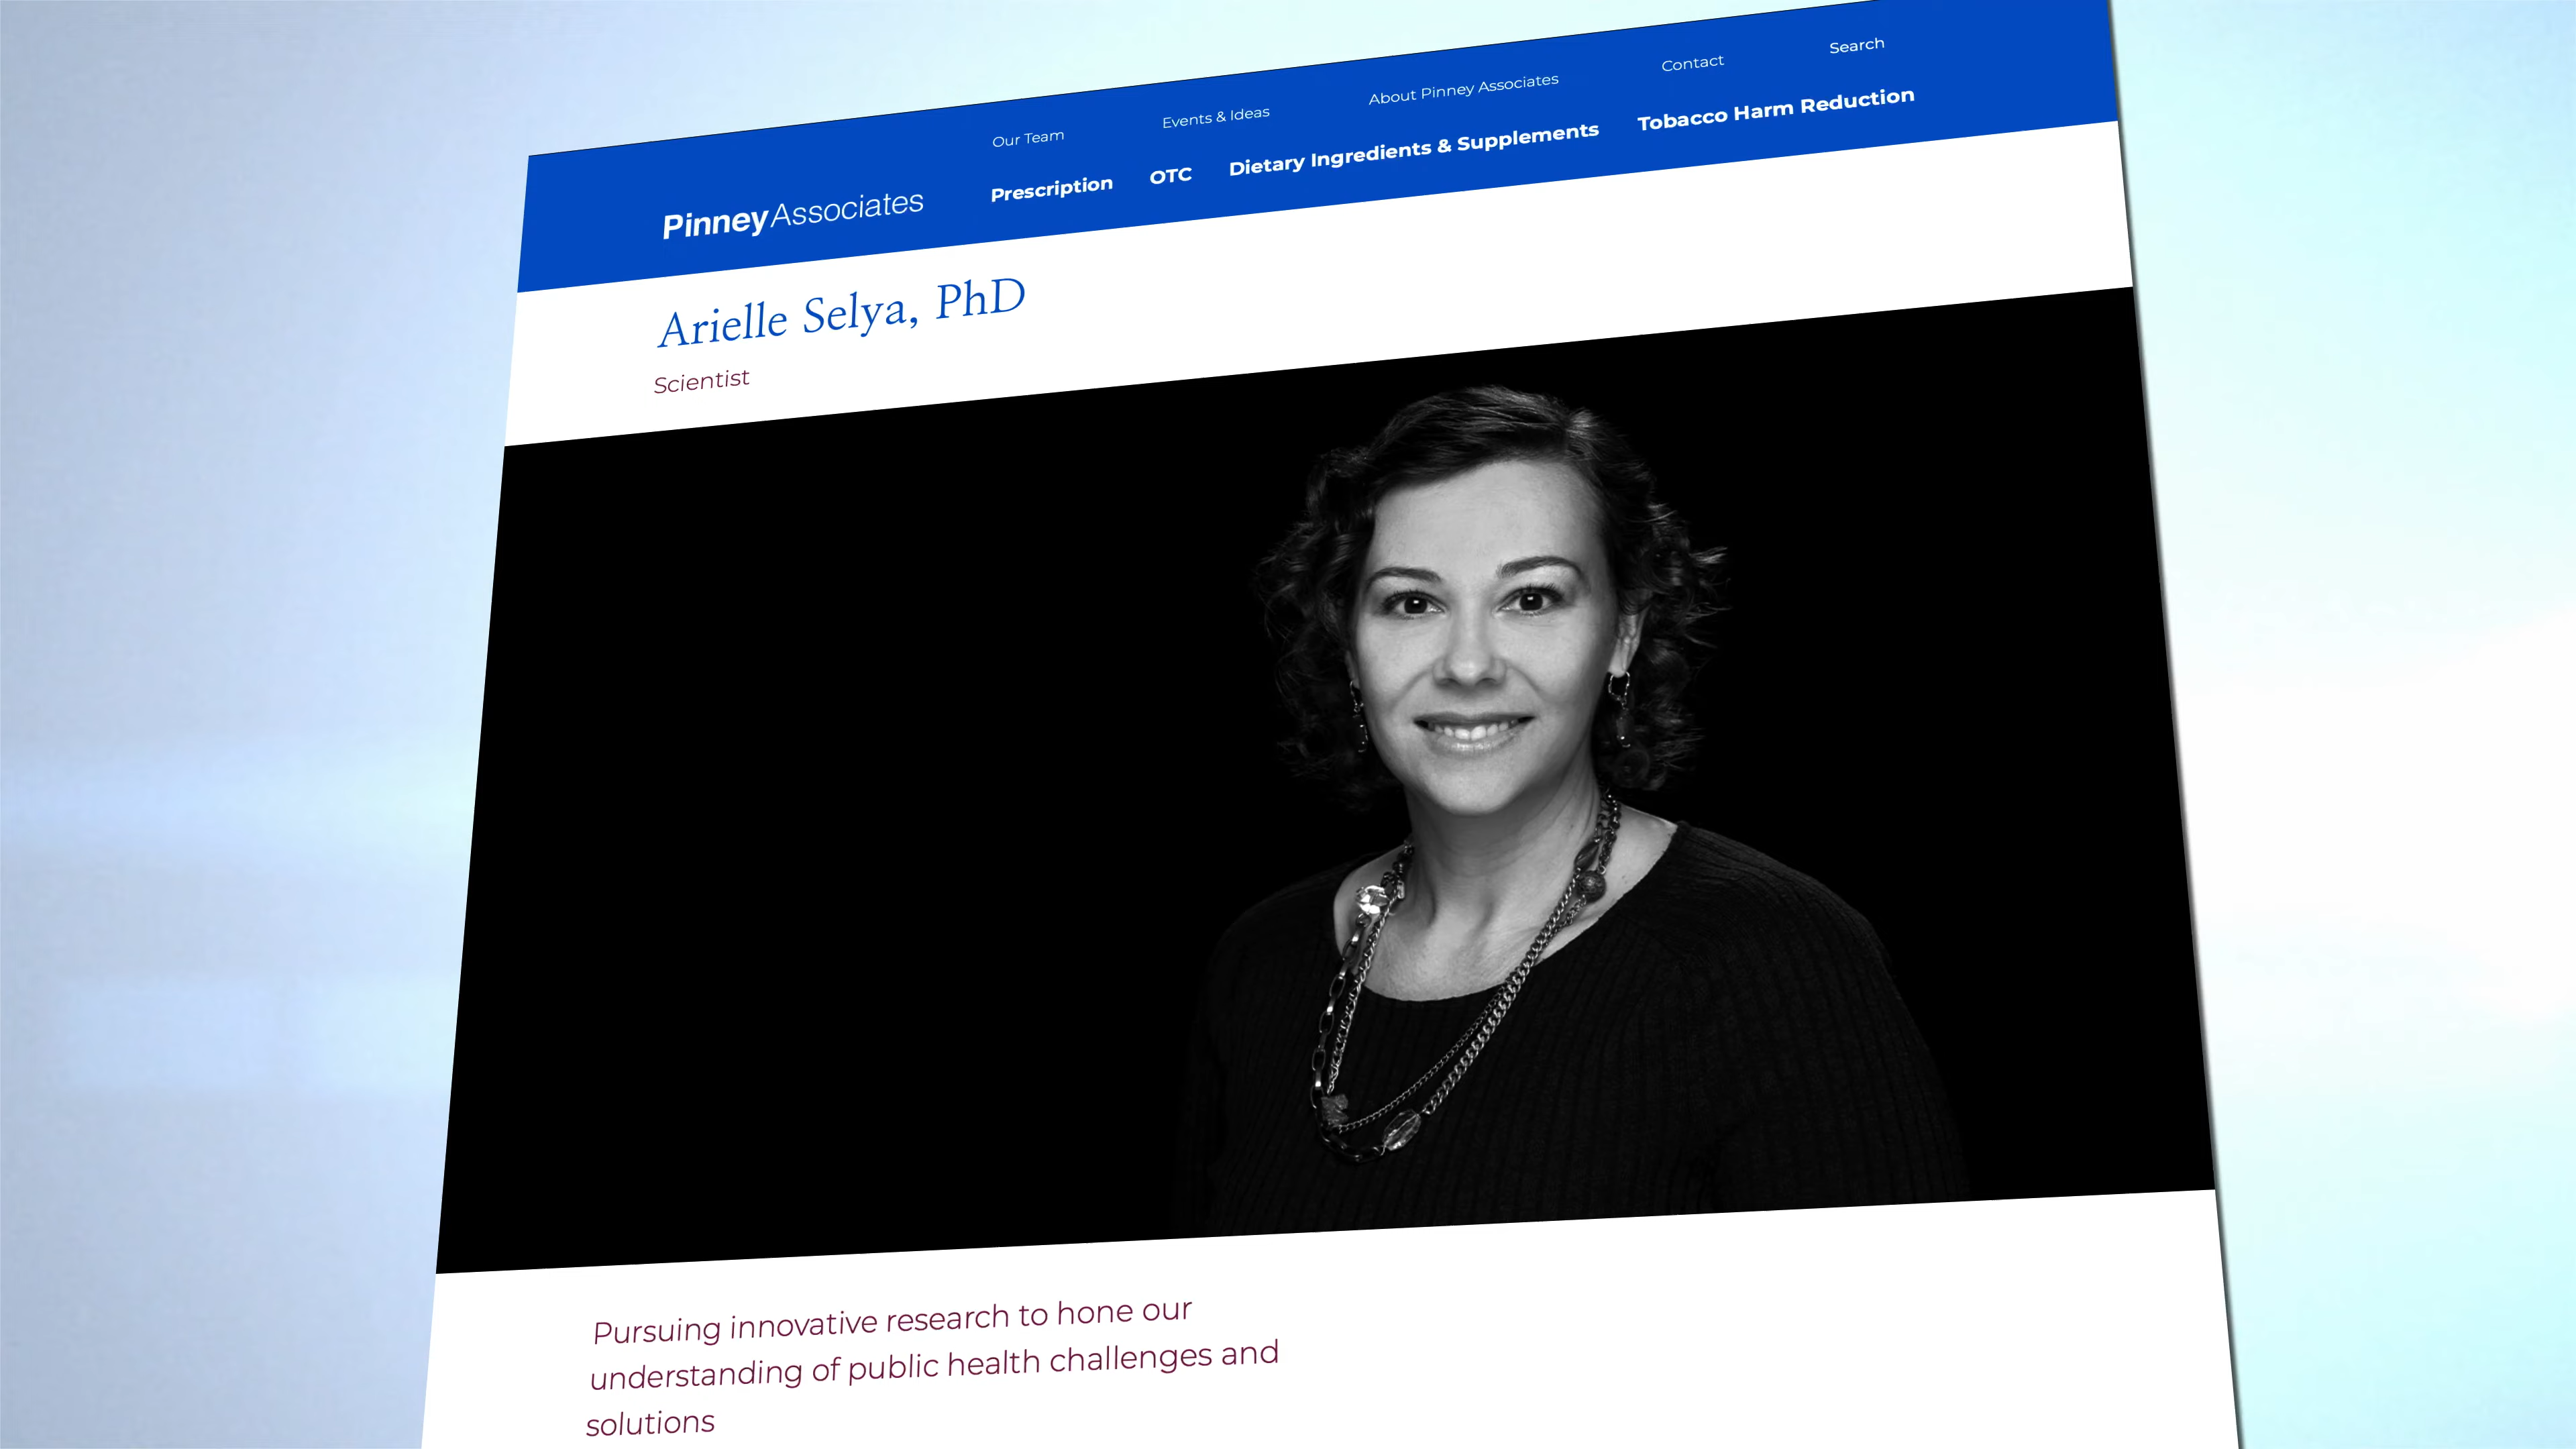 Our Team
Events & Ideas
About Pinney Associates
Contact
Search
PinneyAssociates
Prescription
OTC
Dietary Ingredients & Supplements
Tobacco Harm Reduction
Arielle Selya, PhD
Scientist
Pursuing innovative research to hone our
understanding of public health challenges and
solutions